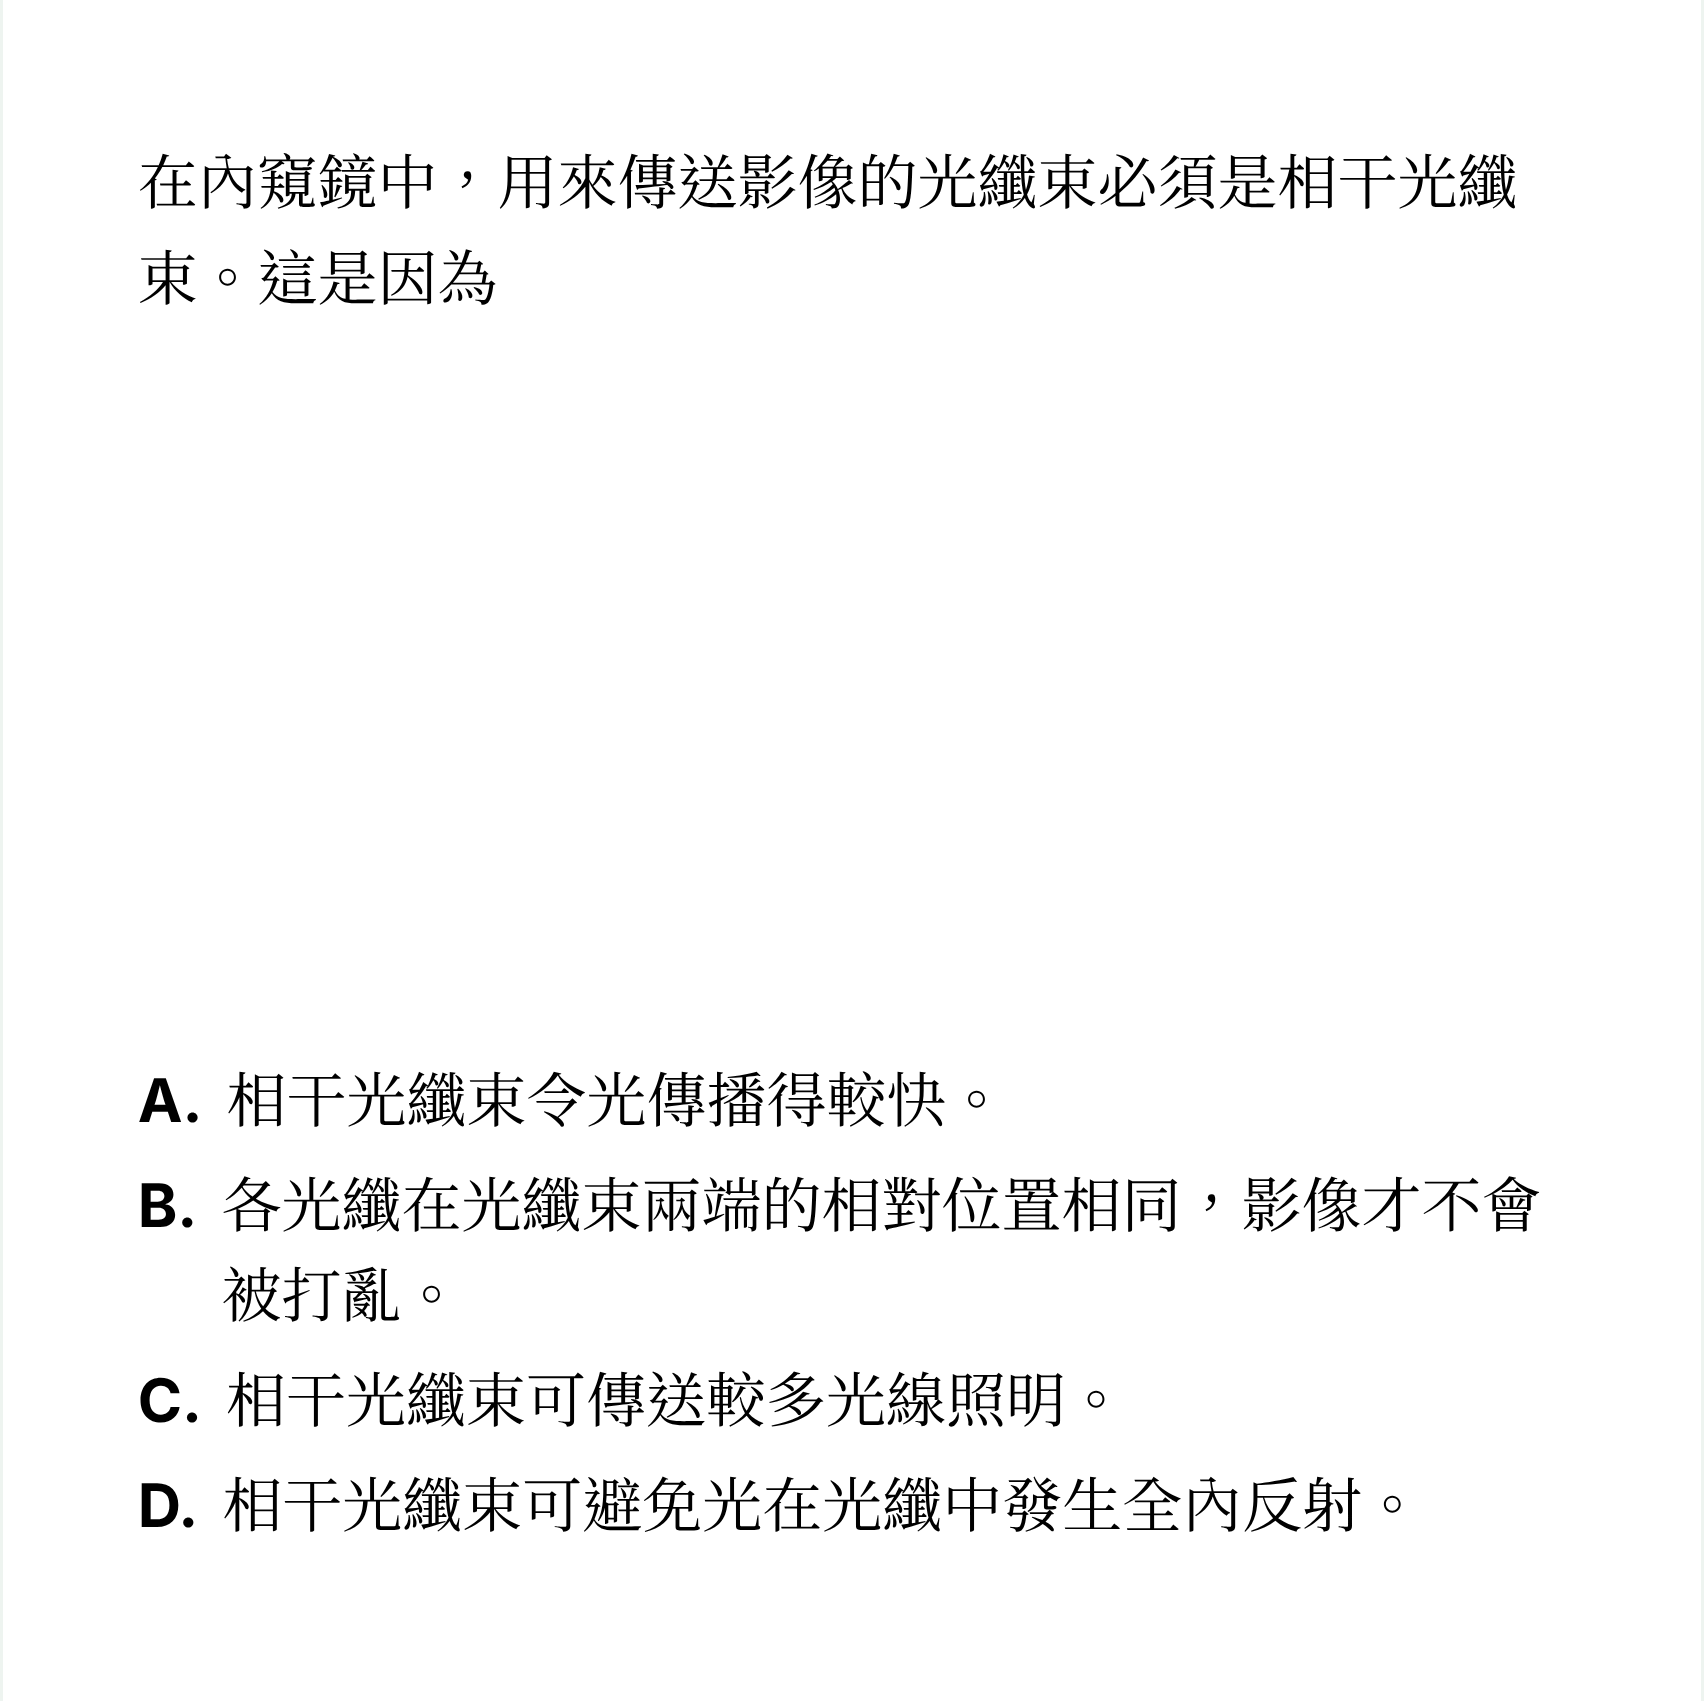 在內窺鏡中，用來傳送影像的光纖束必須是相干光纖
束。這是因為
A. 相干光纖束令光傳播得較快。
B. 各光纖在光纖束兩端的相對位置相同，影像才不會
被打亂。
C. 相干光纖束可傳送較多光線照明。
D. 相干光纖束可避免光在光纖中發生全內反射。